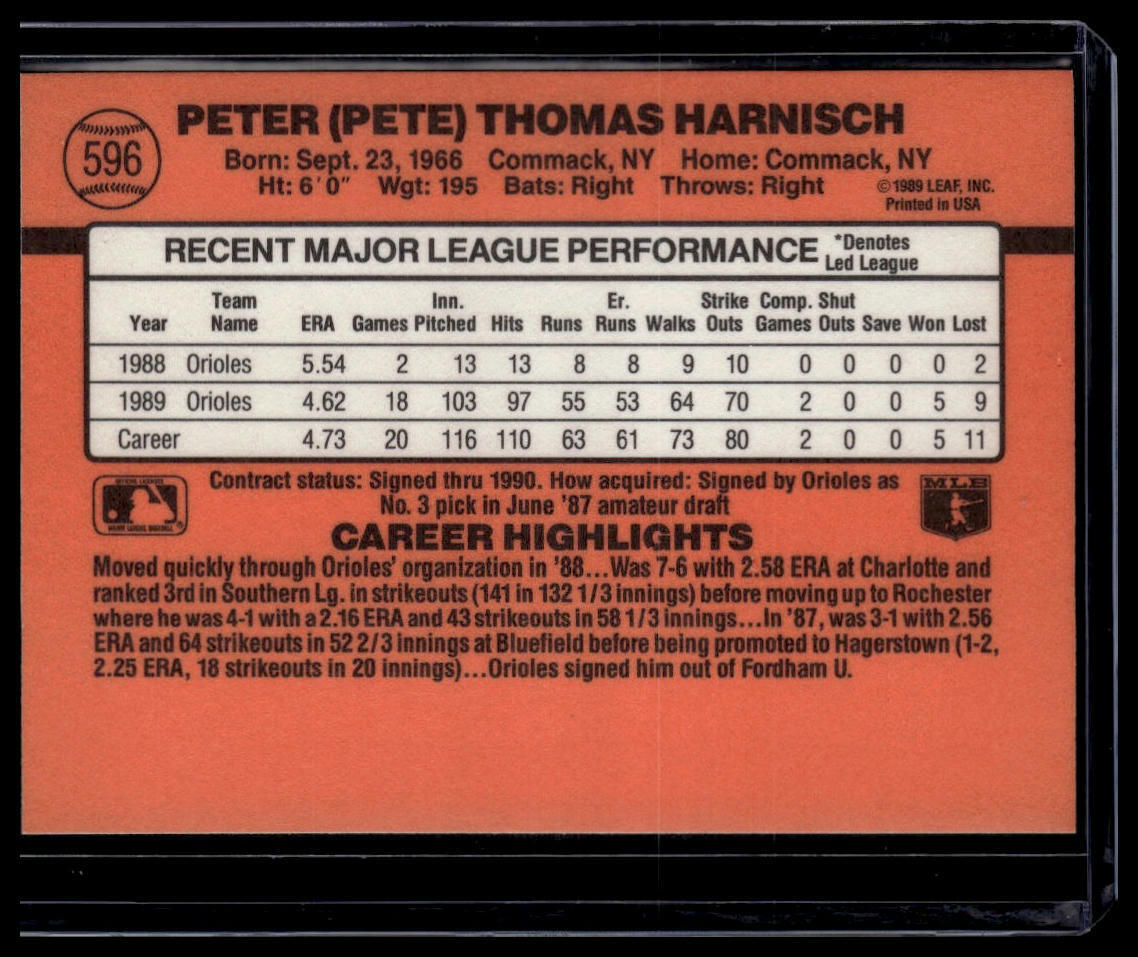 596
PETER (PETE) THOMAS HARNISCH
Born: Sept. 23, 1966 Commack, NY Home: Commack, NY
Ht: 6'0" Wgt: 195 Bats: Right Throws: Right
©1989 LEAF, INC.
Printed in USA
RECENT MAJOR LEAGUE PERFORMANCE
*Denotes
Led League
Team Inn. Er. Strike Comp. Shut
Year Name ERA Games Pitched Hits Runs Runs Walks Outs Games Outs Save Won Lost
1988 Orioles 5.54 2 13 13 8 8 9 10 0 0 0 0 2
1989 Orioles 4.62 18 103 97 55 53 64 70 2 0 0 5 9
Career 4.73 20 116 110 63 61 73 80 2 0 0 5 11
Contract status: Signed thru 1990. How acquired: Signed by Orioles as
No. 3 pick in June '87 amateur draft
MLB
CAREER HIGHLIGHTS
Moved quickly through Orioles' organization in '88...Was 7-6 with 2.58 ERA at Charlotte and
ranked 3rd in Southern Lg. in strikeouts (141 in 132 1/3 innings) before moving up to Rochester
where he was 4-1 with a 2.16 ERA and 43 strikeouts in 58 1/3 innings...In '87, was 3-1 with 2.56
ERA and 64 strikeouts in 52 2/3 innings at Bluefield before being promoted to Hagerstown (1-2,
2.25 ERA, 18 strikeouts in 20 innings)...Orioles signed him out of Fordham U.